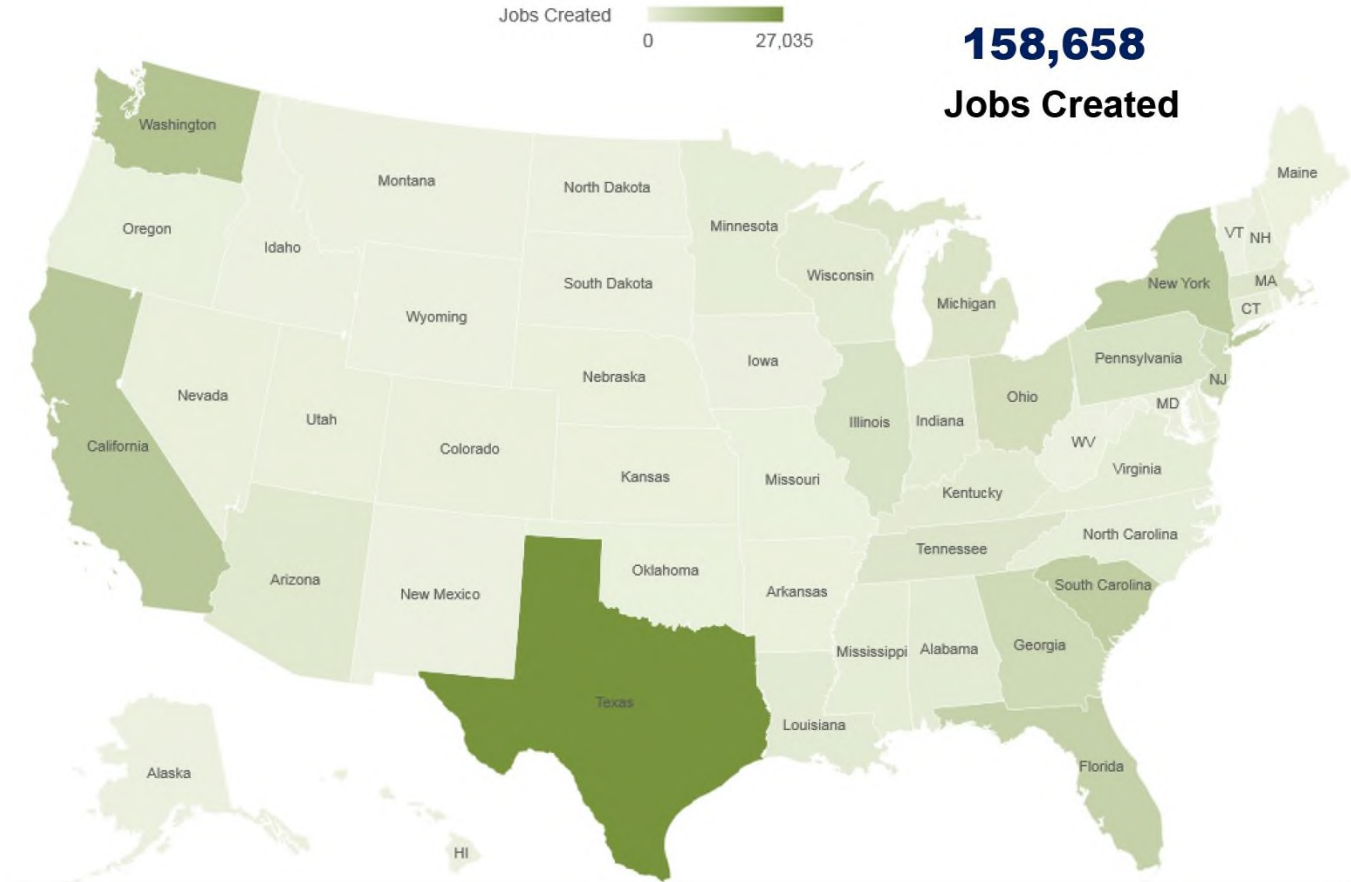 Jobs Created
0
27,035
158,658
Jobs Created
Washington
Montana
North Dakota
Minnesota
Maine
Oregon
Idaho
South Dakota
Wisconsin
Michigan
New York
VT
NH
MA
CT
Wyoming
Iowa
Nebraska
Pennsylvania
NJ
Nevada
Utah
Colorado
Kansas
Missouri
Illinois
Indiana
Ohio
MD
WV
Virginia
California
Kentucky
North Carolina
Tennessee
Arizona
New Mexico
Oklahoma
Arkansas
South Carolina
Mississippi
Alabama
Georgia
Texas
Louisiana
Florida
Alaska
HI